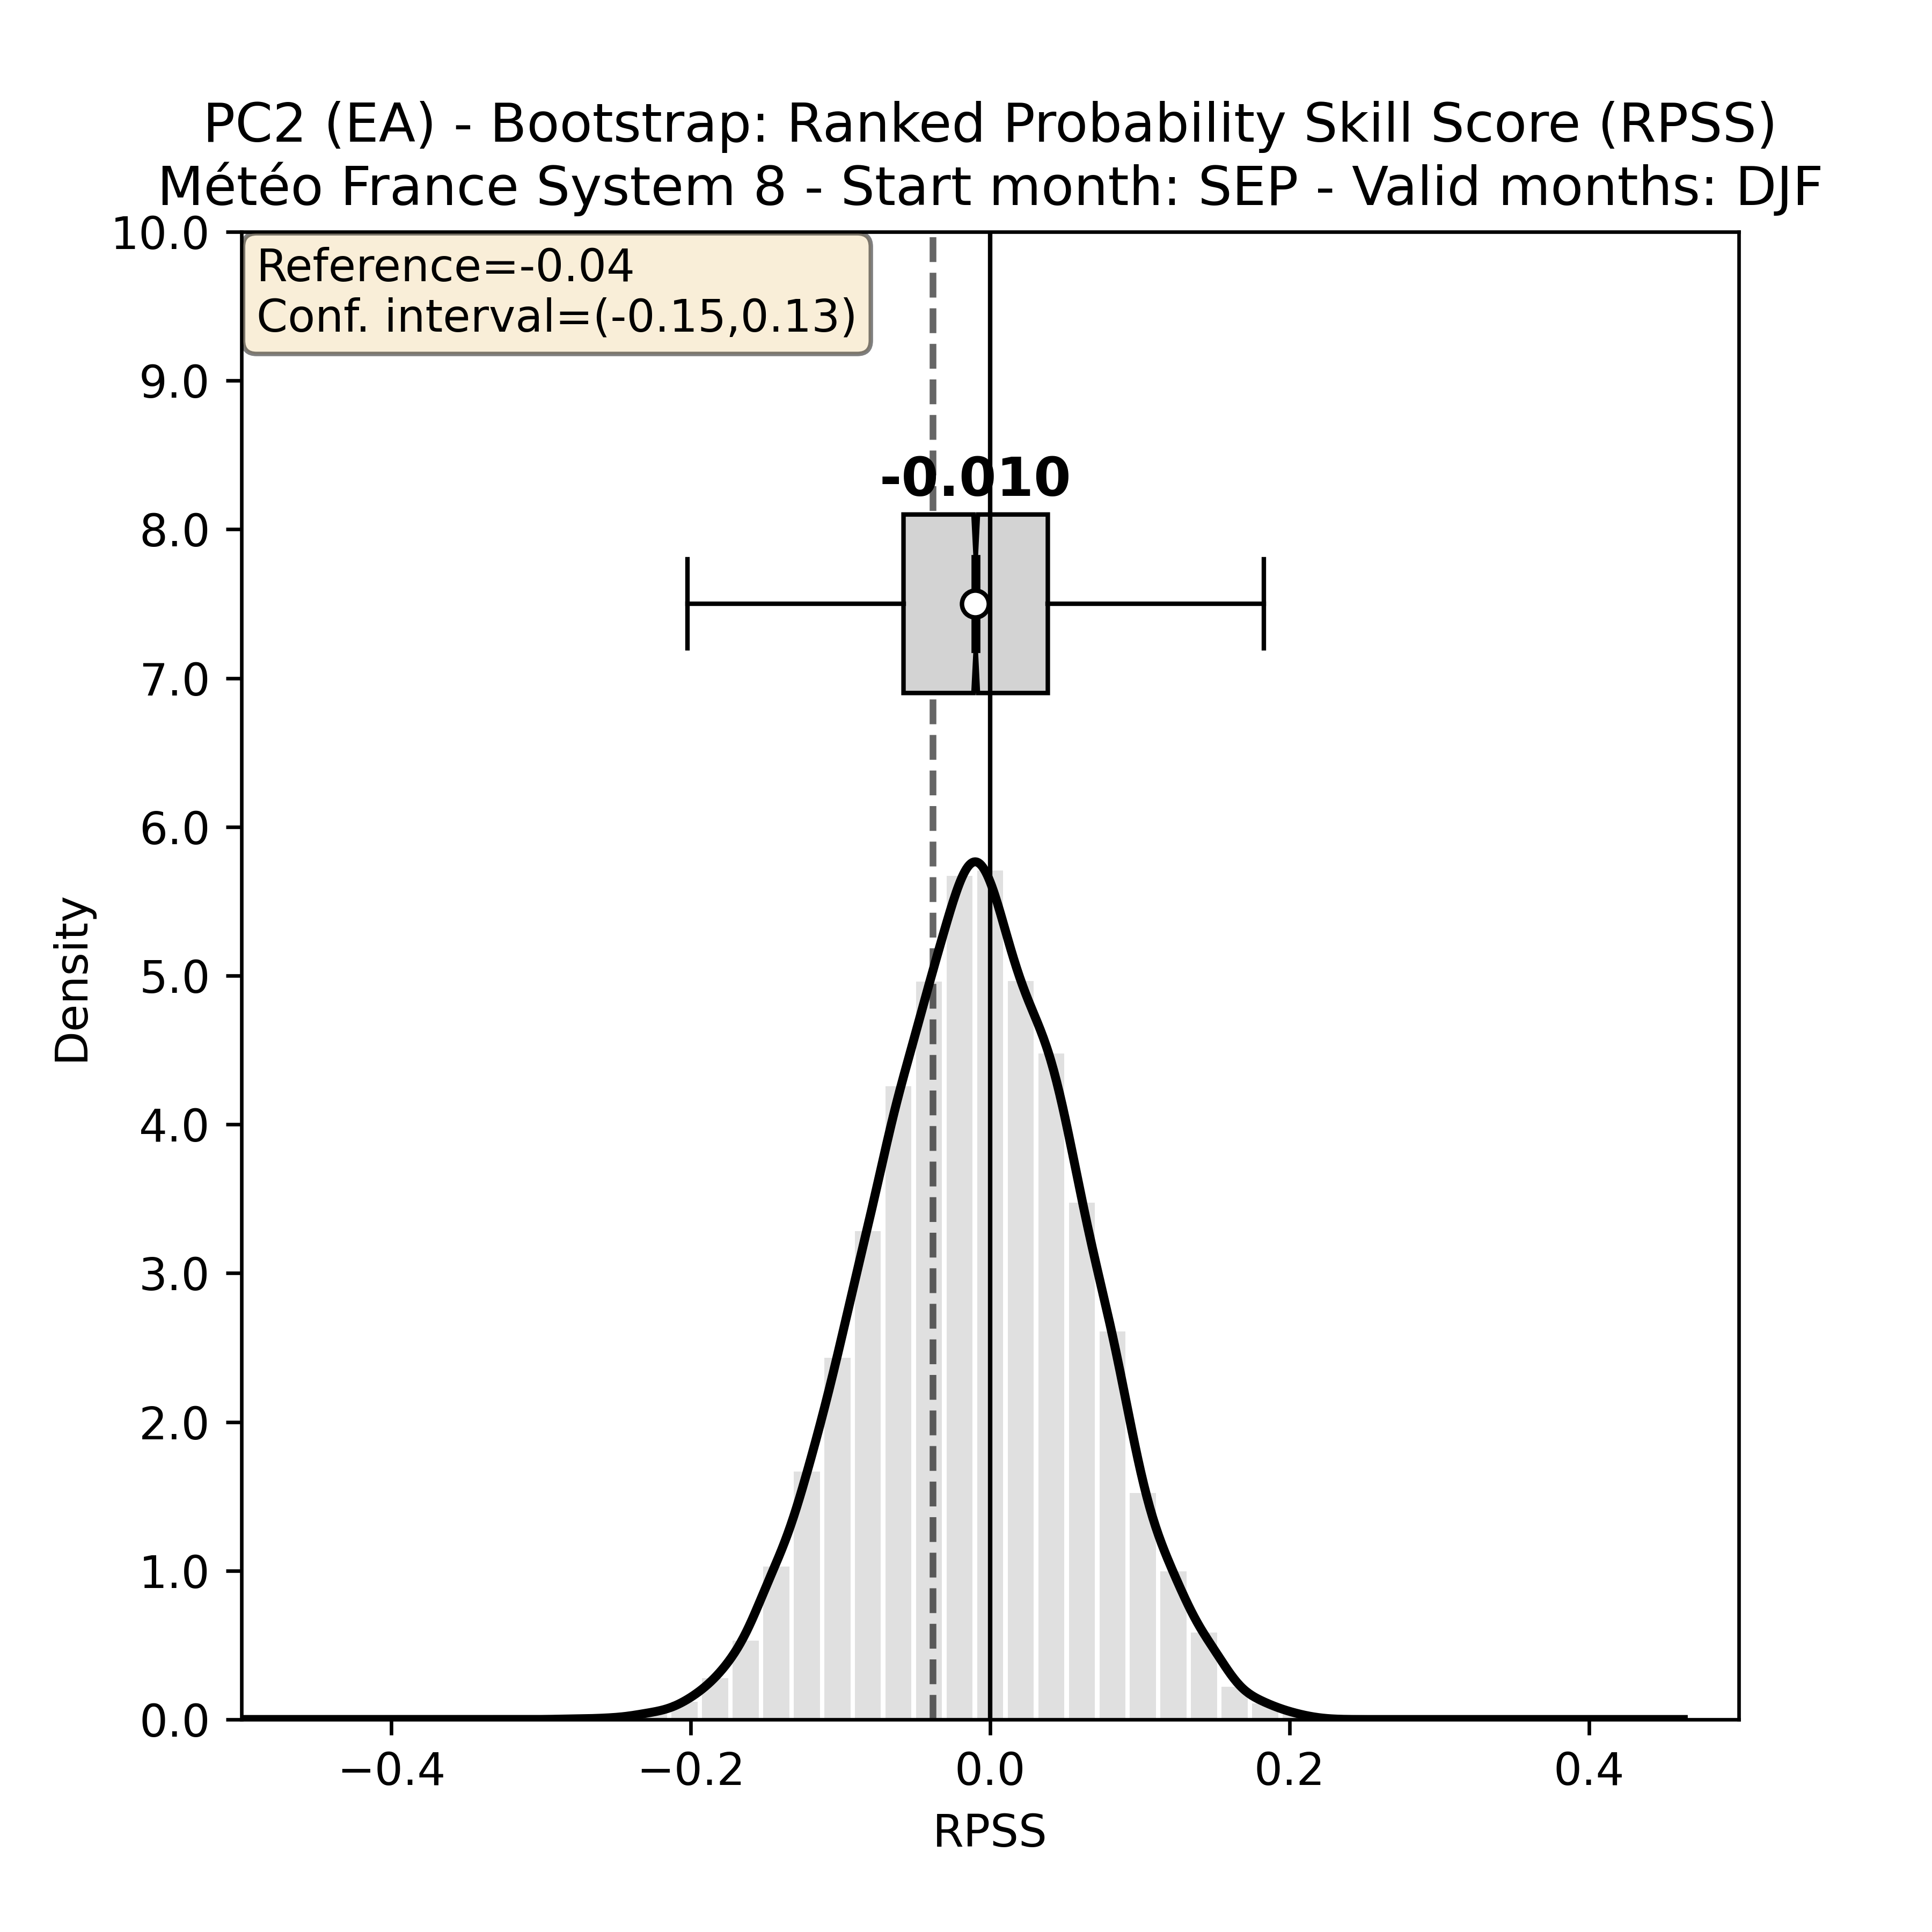 PC2 (EA) - Bootstrap: Ranked Probability Skill Score (RPSS)
Météo France System 8 - Start month: SEP - Valid months: DJF
10.0
Reference=-0.04
Conf. interval=(-0.15,0.13)
9.0
-0.010
8.0
7.0
6.0
5.0
4.0
3.0
2.0
1.0
0.0
Density
−0.4 −0.2 0.0 0.2 0.4
RPSS